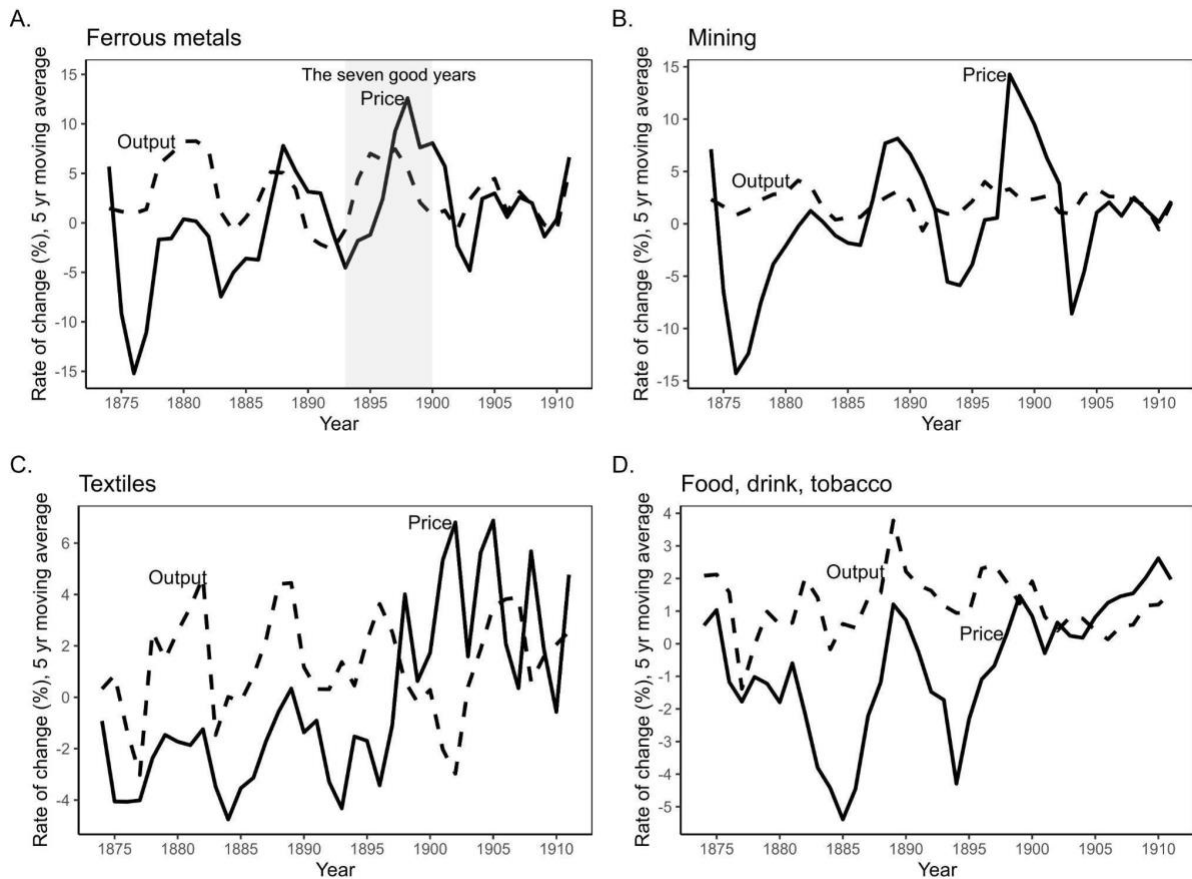 A.
Ferrous metals
Rate of change (%), 5 yr moving average
15
10
5
0
-5
-10
-15
The seven good years
Price
Output
1875 1880 1885 1890 1895 1900 1905 1910
Year
B.
Mining
Rate of change (%), 5 yr moving average
15
10
5
0
-5
-10
-15
Price
Output
1875 1880 1885 1890 1895 1900 1905 1910
Year
C.
Textiles
Rate of change (%), 5 yr moving average
6
4
2
0
-2
-4
Price
Output
1875 1880 1885 1890 1895 1900 1905 1910
Year
D.
Food, drink, tobacco
Rate of change (%), 5 yr moving average
4
3
2
1
0
-1
-2
-3
-4
-5
Output
Price
1875 1880 1885 1890 1895 1900 1905 1910
Year